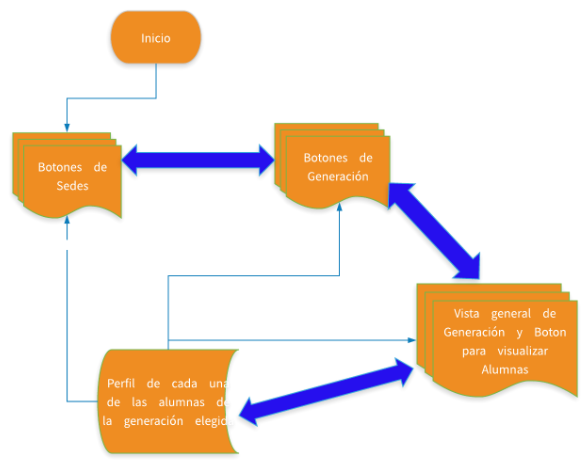 Inicio
Botones de
Sedes
Botones de
Generación
Vista general de
Generación y Boton
para visualizar
Alumnas
Perfil de cada una
de las alumnas de
la generación elegid